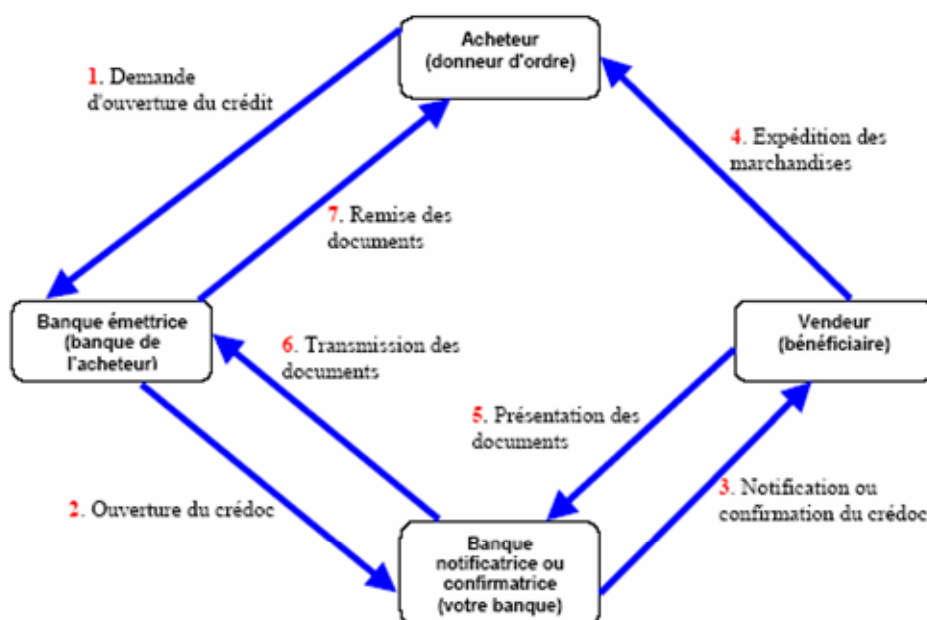 Acheteur
(donneur d'ordre)
1. Demande
d'ouverture du crédit
4. Expédition des
marchandises
7. Remise des
documents
Banque émettrice
(banque de
l'acheteur)
Vendeur
(bénéficiaire)
6. Transmission des
documents
5. Présentation des
documents
2. Ouverture du crédoc
3. Notification ou
confirmation du crédoc
Banque
notificatrice ou
confirmatrice
(votre banque)